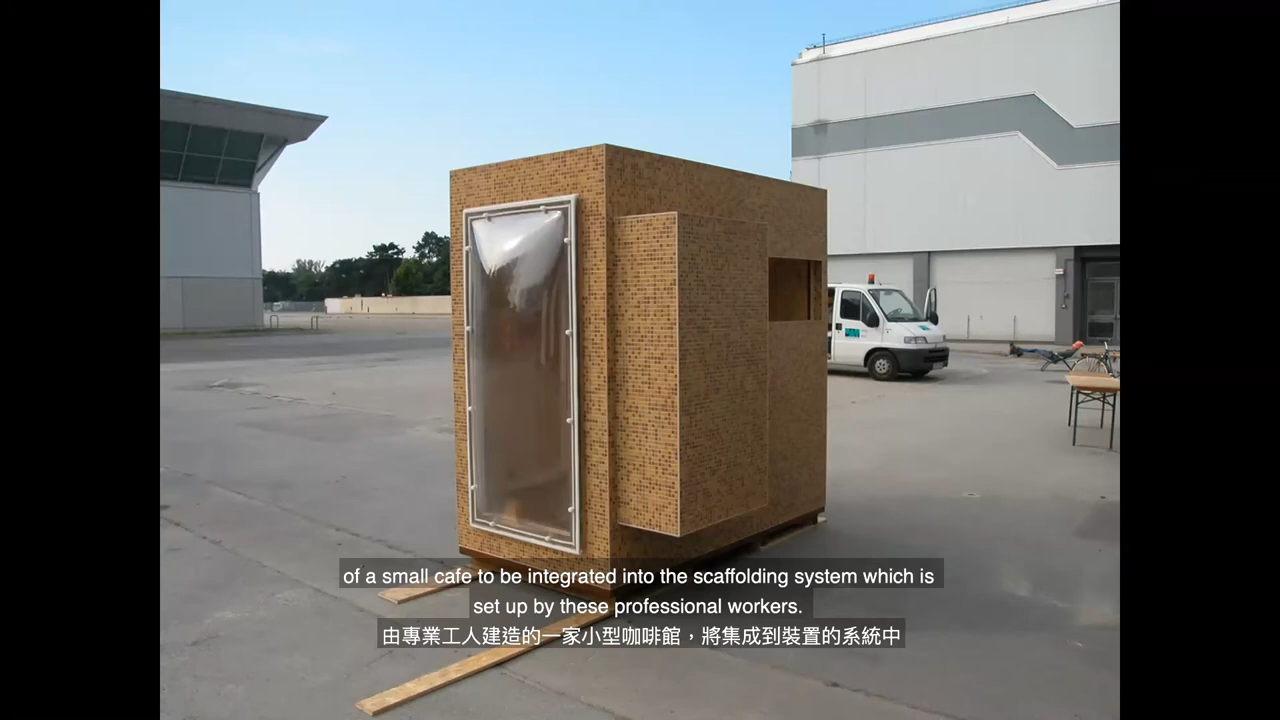 of a small cafe to be integrated into the scaffolding system which is
set up by these professional workers.
由專業工人建造的一家小型咖啡館，將集成到裝置的系統中